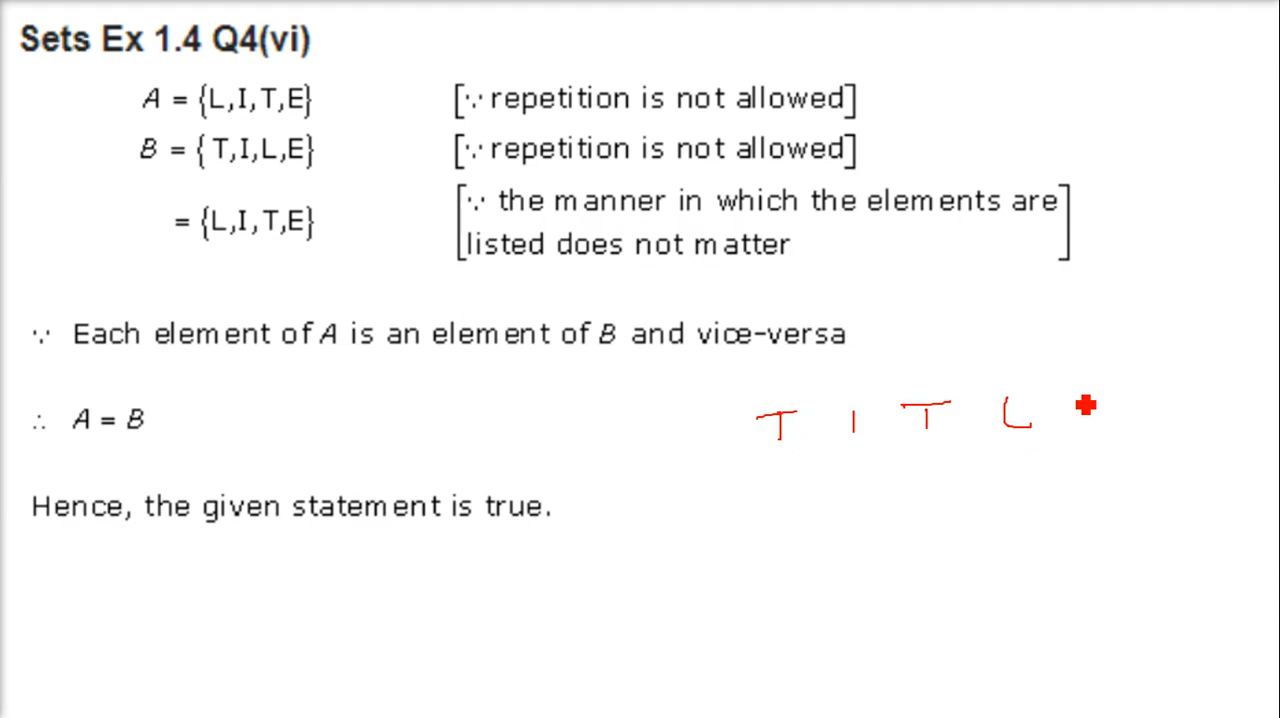 Sets Ex 1.4 Q4(vi)
A = {L,I,T,E} [∵ repetition is not allowed]
B = { T,I,L,E} [∵ repetition is not allowed]
= {L,I,T,E} [∵ the manner in which the elements are
listed does not matter]
∵ Each element of A is an element of B and vice-versa
∴ A = B
T I T L
Hence, the given statement is true.